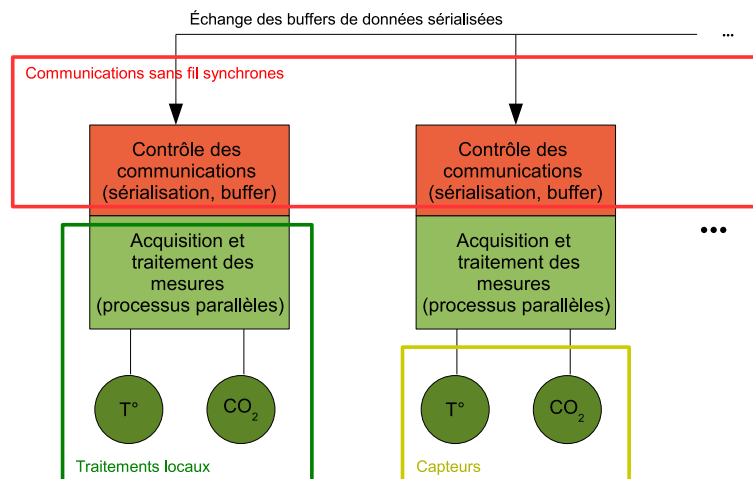 Échange des buffers de données sérialisées
...
Communications sans fil synchrones
Contrôle des
communications
(sérialisation, buffer)
Contrôle des
communications
(sérialisation, buffer)
Acquisition et
traitement des
mesures
(processus parallèles)
Acquisition et
traitement des
mesures
(processus parallèles)
...
T°
CO2
T°
CO2
Traitements locaux
Capteurs